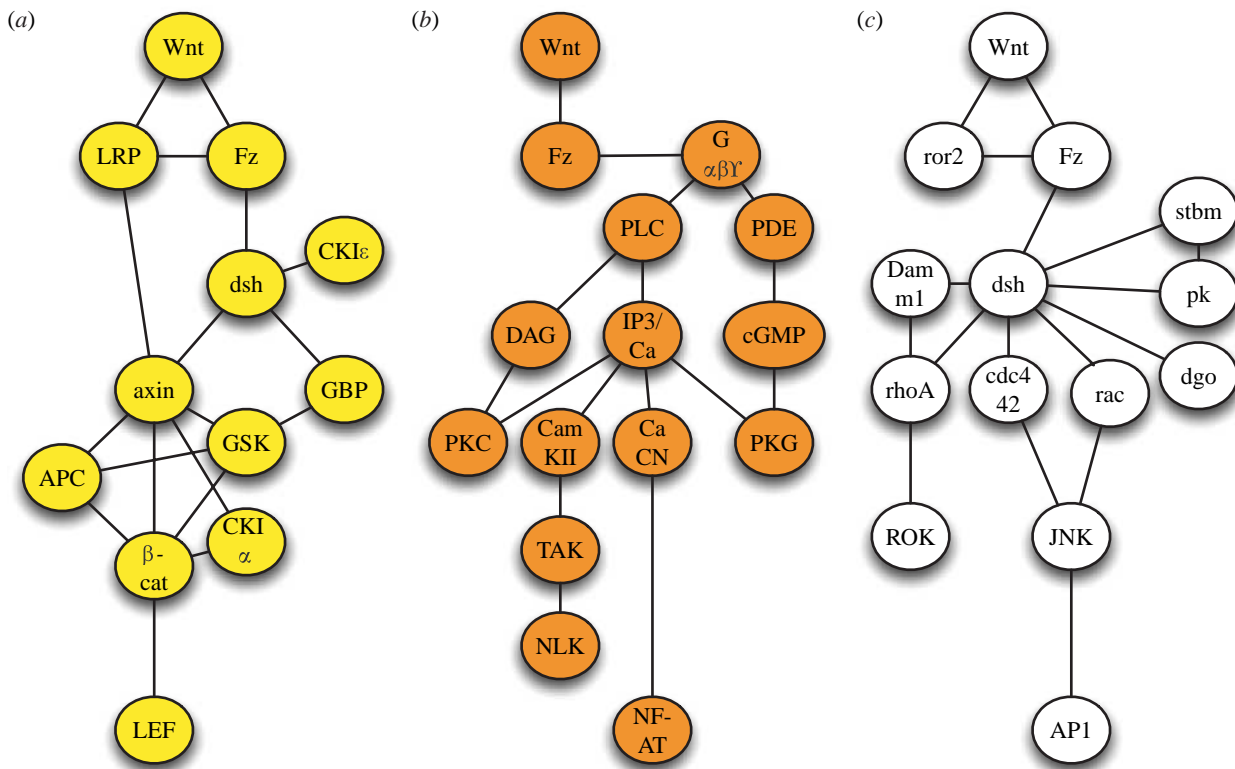 (a)
Wnt
LRP
Fz
dsh
CKIε
axin
GBP
GSK
APC
CKI
α
β-
cat
LEF
(b)
Wnt
Fz
G
αβϒ
PLC
PDE
DAG
IP3/
Ca
cGMP
PKC
Cam
KII
Ca
CN
PKG
TAK
NLK
NF-
AT
(c)
Wnt
ror2
Fz
stbm
Dam
m1
dsh
pk
rhoA
cdc4
42
rac
dgo
ROK
JNK
AP1